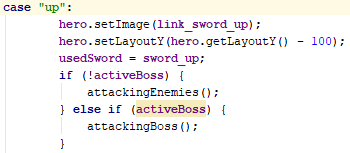 case "up":
hero.setImage(link_sword_up);
hero.setLayoutY(hero.getLayoutY() - 100);
usedSword = sword_up;
if (!activeBoss) {
attackingEnemies();
} else if (activeBoss) {
attackingBoss();
}